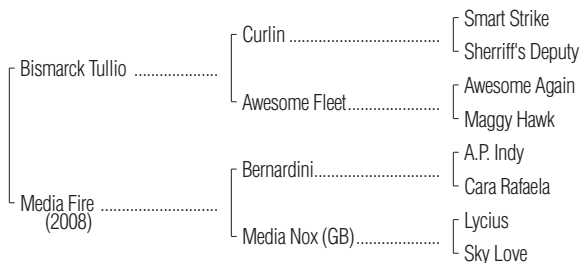 Smart Strike
Curlin
Sherriff's Deputy
Bismarck Tullio
Awesome Again
Awesome Fleet
Maggy Hawk
A.P. Indy
Bernardini
Cara Rafaela
Media Fire
(2008)
Lycius
Media Nox (GB)
Sky Love